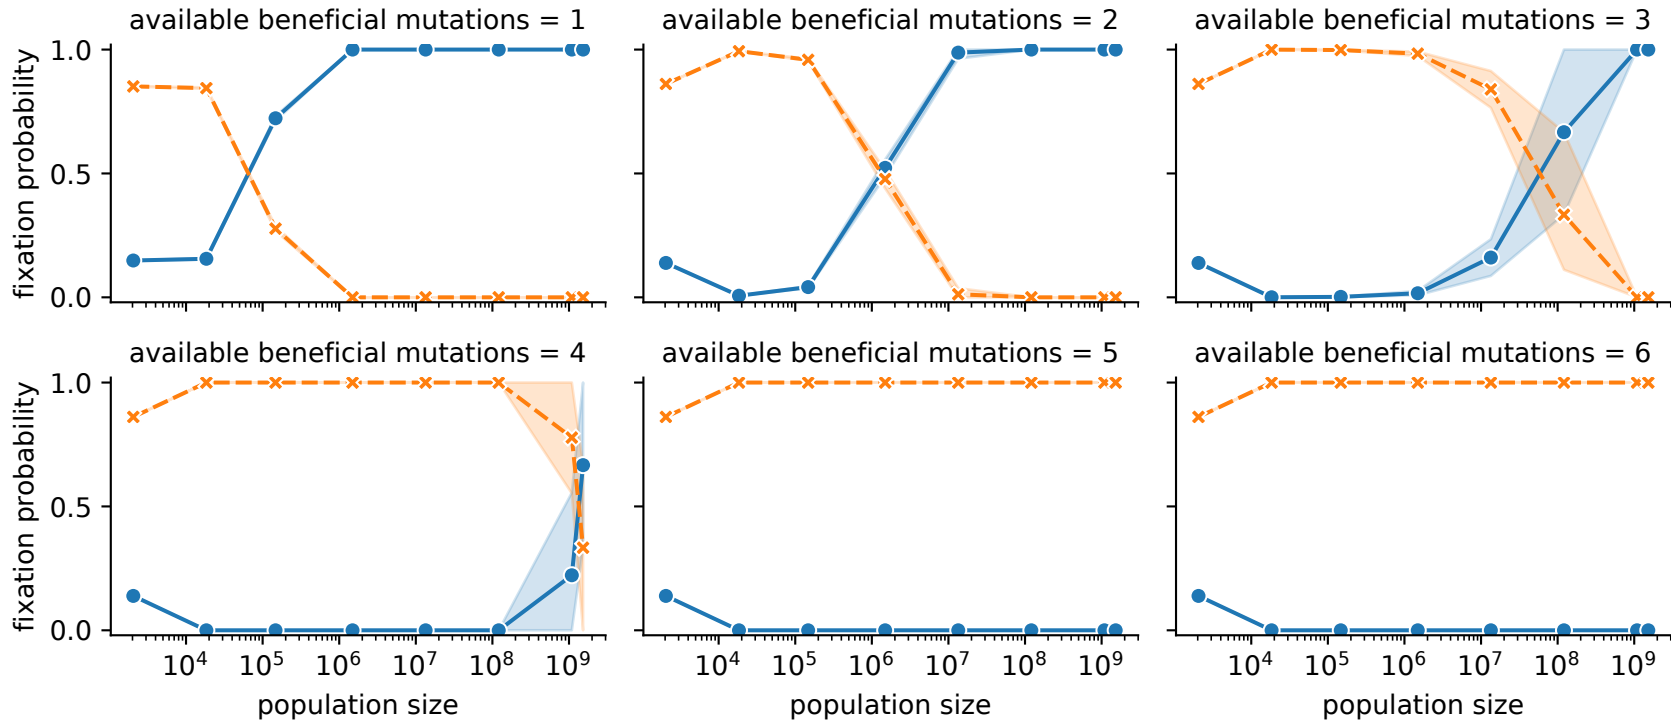 available beneficial mutations = 1
available beneficial mutations = 2
available beneficial mutations = 3
fixation probability
1.0
0.5
0.0
available beneficial mutations = 4
available beneficial mutations = 5
available beneficial mutations = 6
fixation probability
1.0
0.5
0.0
10⁴ 10⁵ 10⁶ 10⁷ 10⁸ 10⁹
10⁴ 10⁵ 10⁶ 10⁷ 10⁸ 10⁹
10⁴ 10⁵ 10⁶ 10⁷ 10⁸ 10⁹
population size
population size
population size